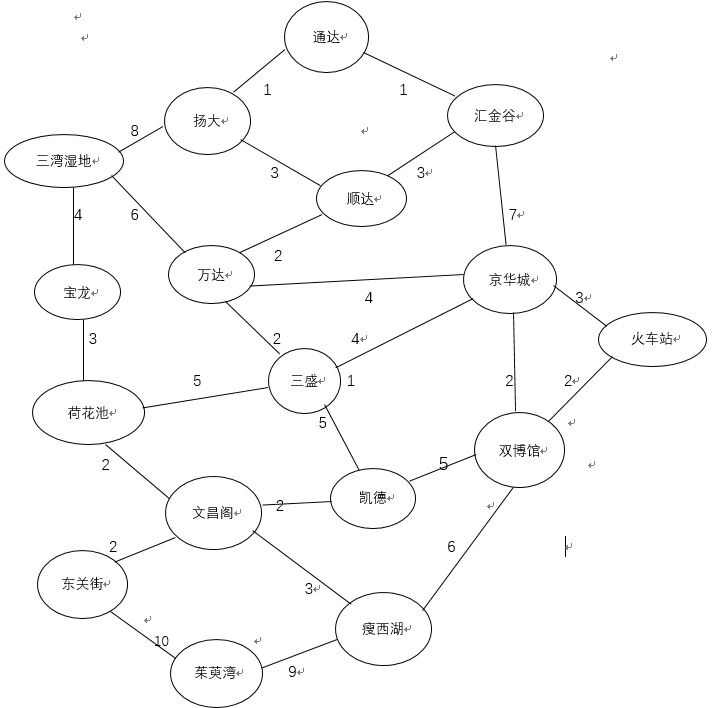 通达
1
1
扬大
汇金谷
8
三湾湿地
3
3
顺达
4
6
7
2
万达
京华城
宝龙
4
3
火车站
3
2
4
三盛
1
5
2
2
荷花池
5
双博馆
2
5
凯德
文昌阁
2
2
6
东关街
3
10
瘦西湖
茱萸湾
9